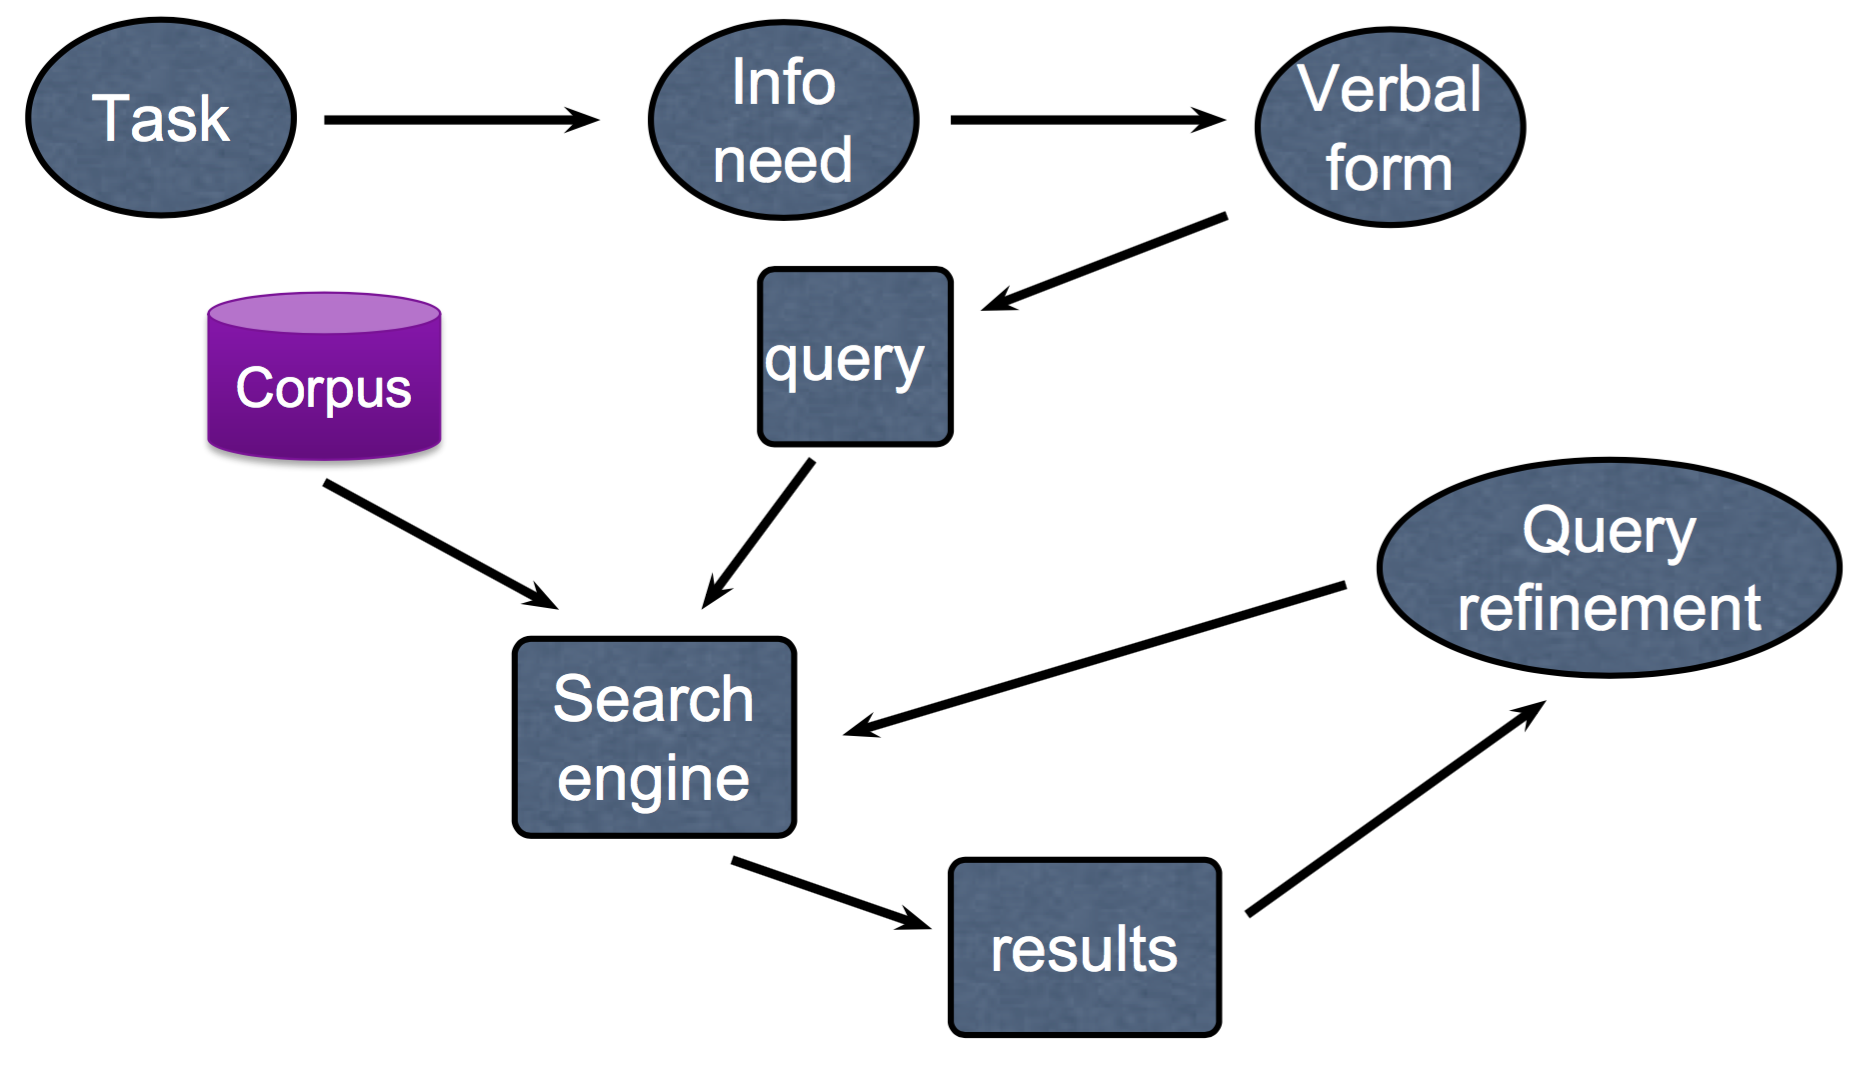 Task
Info
need
Verbal
form
query
Corpus
Query
refinement
Search
engine
results